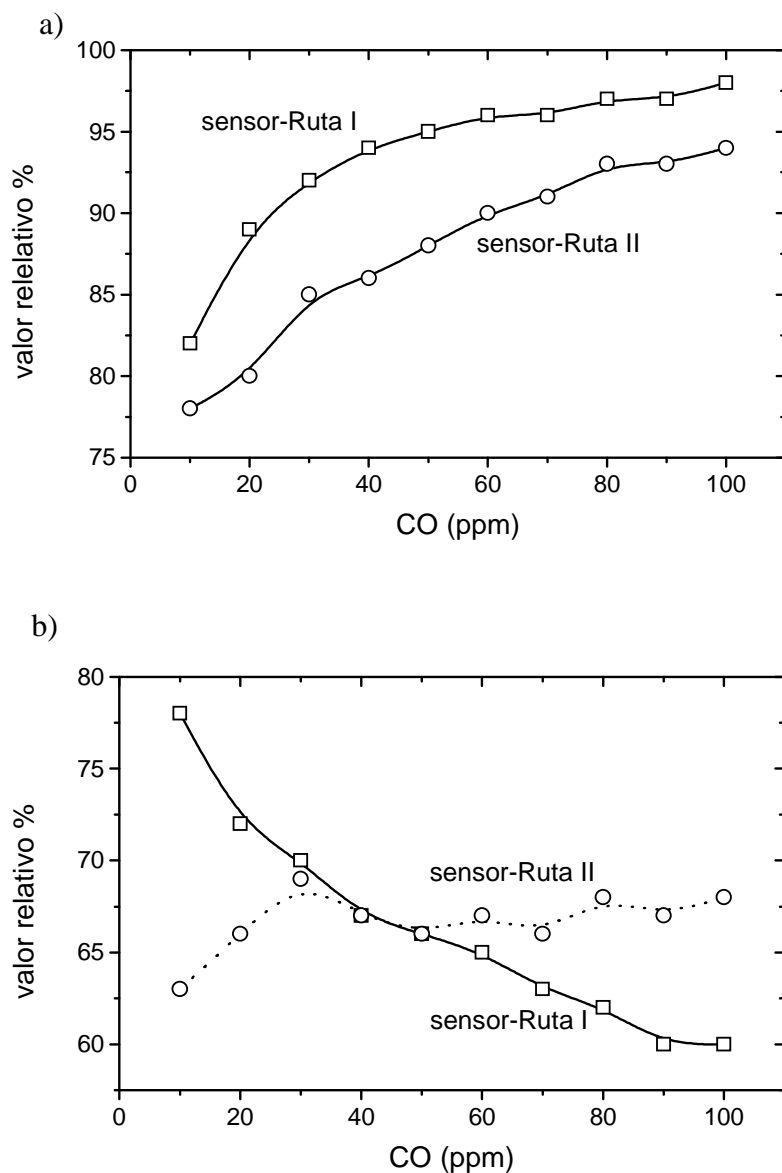 a)
100
95
90
85
80
75
valor relelativo %
sensor-Ruta I
sensor-Ruta II
0 20 40 60 80 100
CO (ppm)
b)
80
75
70
65
60
valor relativo %
sensor-Ruta II
sensor-Ruta I
0 20 40 60 80 100
CO (ppm)